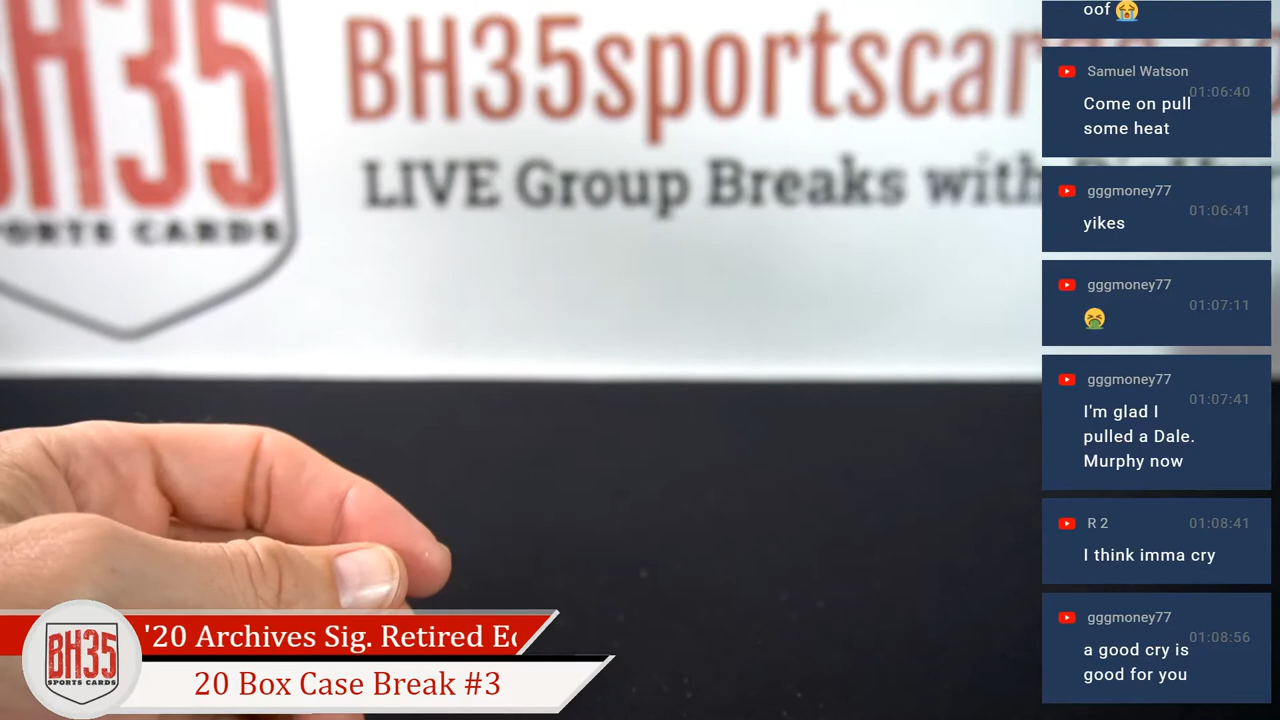 BH35
SPORTS CARDS
BH35sportscar
LIVE Group Breaks with
oof 😭
Samuel Watson
01:06:40
Come on pull
some heat
gggmoney77
01:06:41
yikes
gggmoney77
01:07:11
🤮
gggmoney77
01:07:41
I'm glad I
pulled a Dale.
Murphy now
R 2
01:08:41
I think imma cry
gggmoney77
01:08:56
a good cry is
good for you
BH35
SPORTS CARDS
'20 Archives Sig. Retired Ed
20 Box Case Break #3